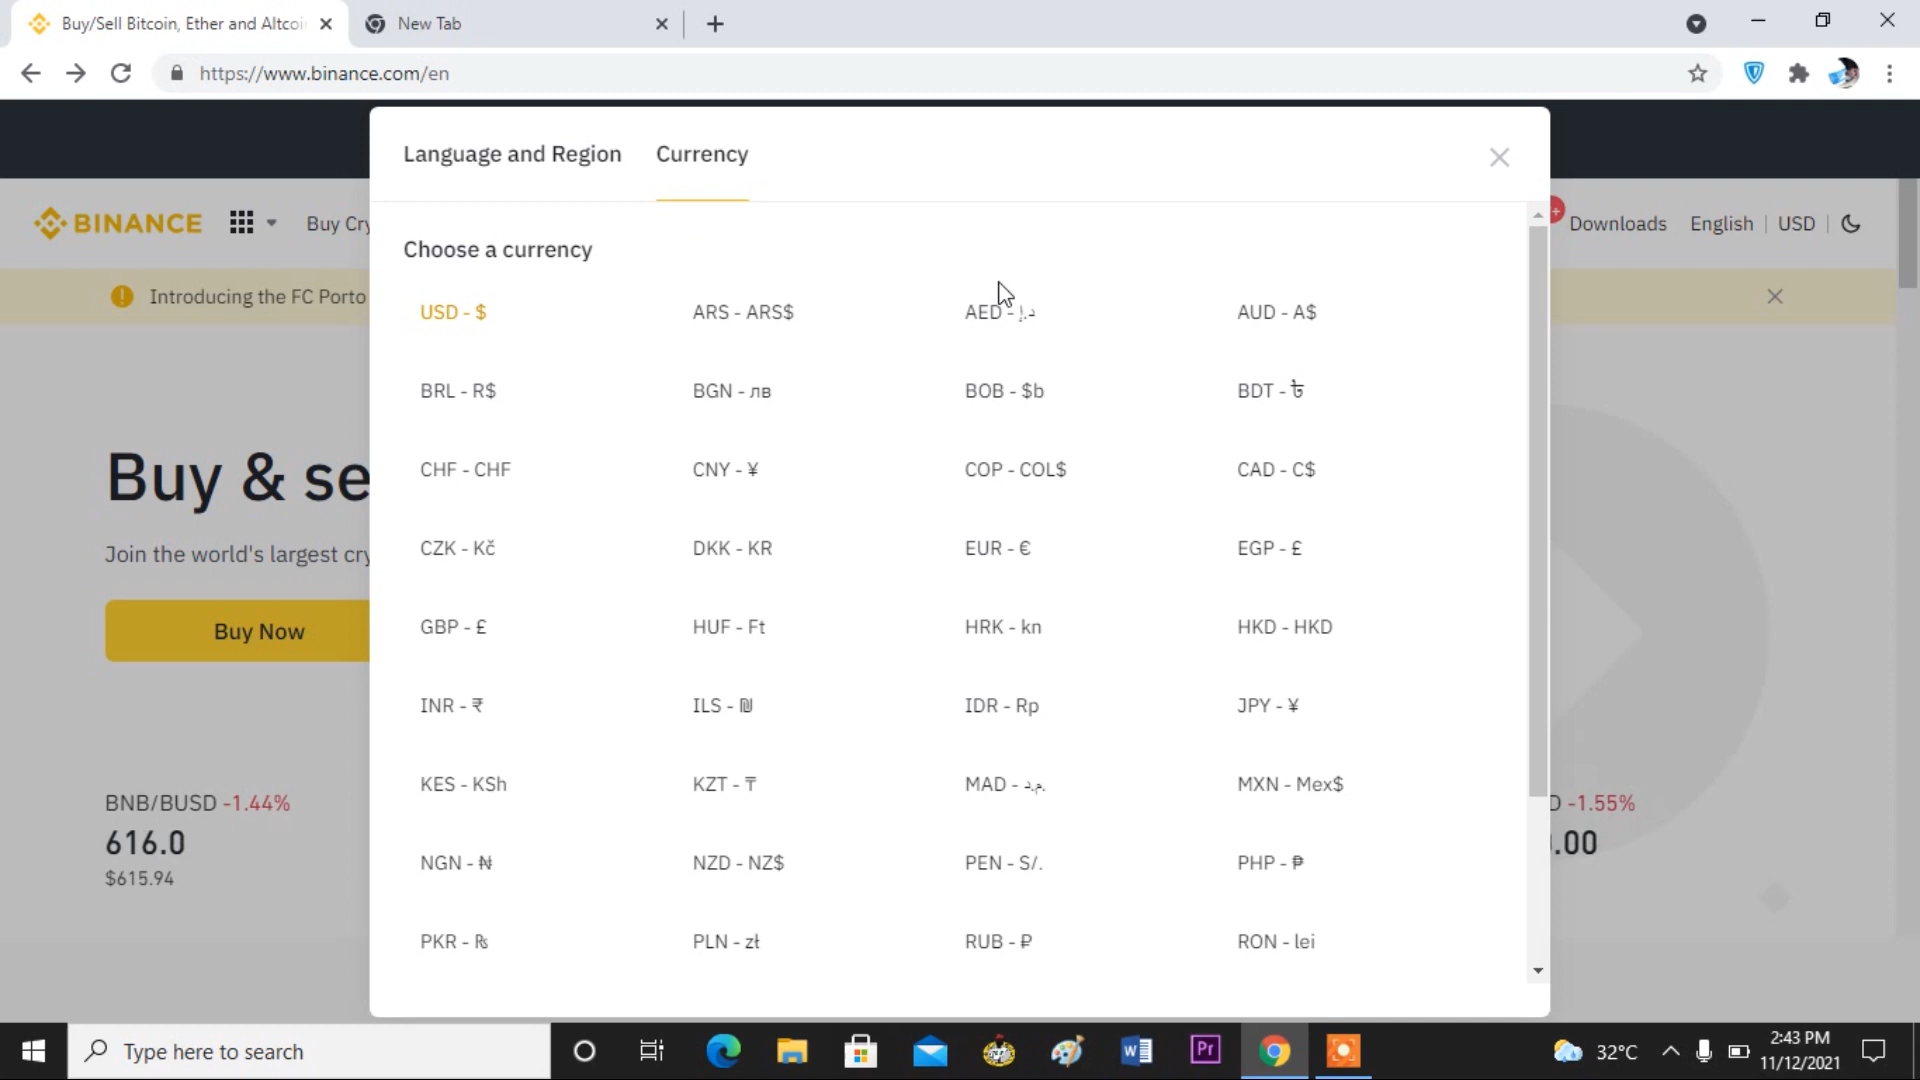 Buy/Sell Bitcoin, Ether and Altcoi
New Tab
https://www.binance.com/en
Language and Region
Currency
BINANCE
Buy Cry
Downloads
English
USD
Introducing the FC Porto
Choose a currency
USD - $
ARS - ARS$
AED - د.إ
AUD - A$
BRL - R$
BGN - лв
BOB - $b
BDT - ৳
CHF - CHF
CNY - ¥
COP - COL$
CAD - C$
CZK - Kč
DKK - KR
EUR - €
EGP - £
GBP - £
HUF - Ft
HRK - kn
HKD - HKD
INR - ₹
ILS - ₪
IDR - Rp
JPY - ¥
KES - KSh
KZT - ₸
MAD - م.د.
MXN - Mex$
NGN - ₦
NZD - NZ$
PEN - S/.
PHP - ₱
PKR - ₨
PLN - zł
RUB - ₽
RON - lei
Buy & se
Join the world's largest cry
Buy Now
BNB/BUSD -1.44%
616.0
$615.94
D -1.55%
.00
Type here to search
Pr
32°C
2:43 PM
11/12/2021